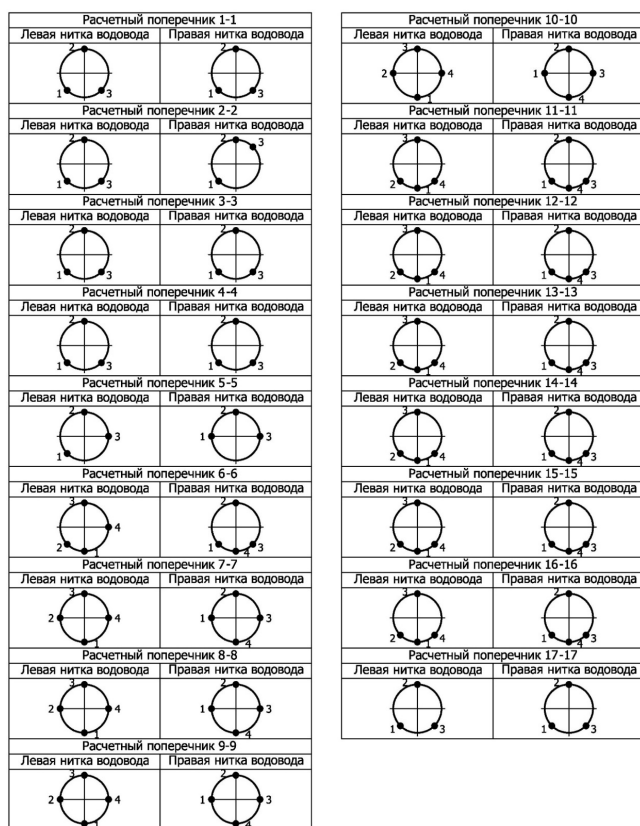 Расчетный поперечник 1-1
Левая нитка водовода Правая нитка водовода
2 2
1 3 1 3
Расчетный поперечник 2-2
Левая нитка водовода Правая нитка водовода
2 2 3
1 3 1
Расчетный поперечник 3-3
Левая нитка водовода Правая нитка водовода
2 2
1 3 1 3
Расчетный поперечник 4-4
Левая нитка водовода Правая нитка водовода
2 2
1 3 1 3
Расчетный поперечник 5-5
Левая нитка водовода Правая нитка водовода
2 2
3 1 3
1
Расчетный поперечник 6-6
Левая нитка водовода Правая нитка водовода
3 2
4
2 1 1 4 3
Расчетный поперечник 7-7
Левая нитка водовода Правая нитка водовода
3 2
2 4 1 3
1 4
Расчетный поперечник 8-8
Левая нитка водовода Правая нитка водовода
3 2
2 4 1 3
1 4
Расчетный поперечник 9-9
Левая нитка водовода Правая нитка водовода
3 2
2 4 1 3
1 4
Расчетный поперечник 10-10
Левая нитка водовода Правая нитка водовода
3 2
2 4 1 3
1 4
Расчетный поперечник 11-11
Левая нитка водовода Правая нитка водовода
3 2
2 1 4 1 4 3
Расчетный поперечник 12-12
Левая нитка водовода Правая нитка водовода
3 2
2 1 4 1 4 3
Расчетный поперечник 13-13
Левая нитка водовода Правая нитка водовода
3 2
2 1 4 1 4 3
Расчетный поперечник 14-14
Левая нитка водовода Правая нитка водовода
3 2
2 1 4 1 4 3
Расчетный поперечник 15-15
Левая нитка водовода Правая нитка водовода
3 2
2 1 4 1 4 3
Расчетный поперечник 16-16
Левая нитка водовода Правая нитка водовода
3 2
2 1 4 1 4 3
Расчетный поперечник 17-17
Левая нитка водовода Правая нитка водовода
2 2
1 3 1 3